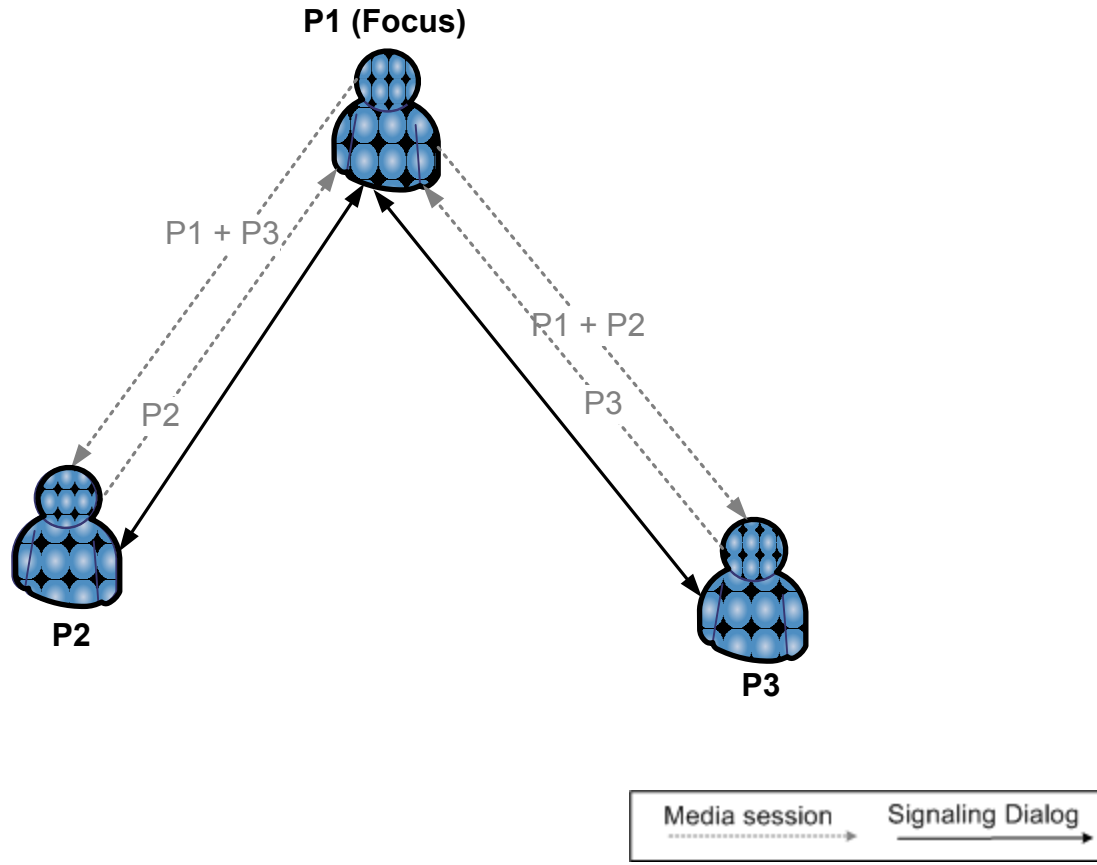 P1 (Focus)
P1 + P3
P1 + P2
P2
P3
P2
P3
Media session
Signaling Dialog